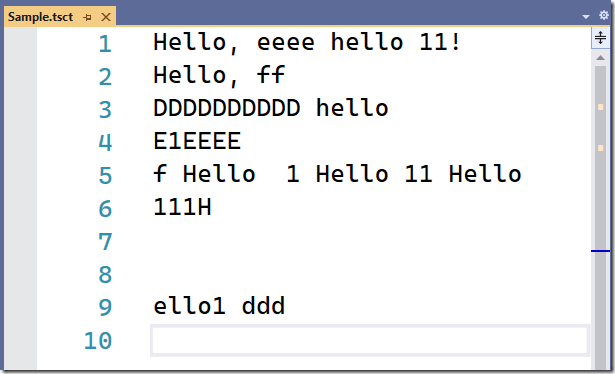 Sample.tsct
1 Hello, eeee hello 11!
2 Hello, ff
3 DDDDDDDDDD hello
4 E1EEEE
5 f Hello  1 Hello 11 Hello
6 111H
7
8
9 ello1 ddd
10